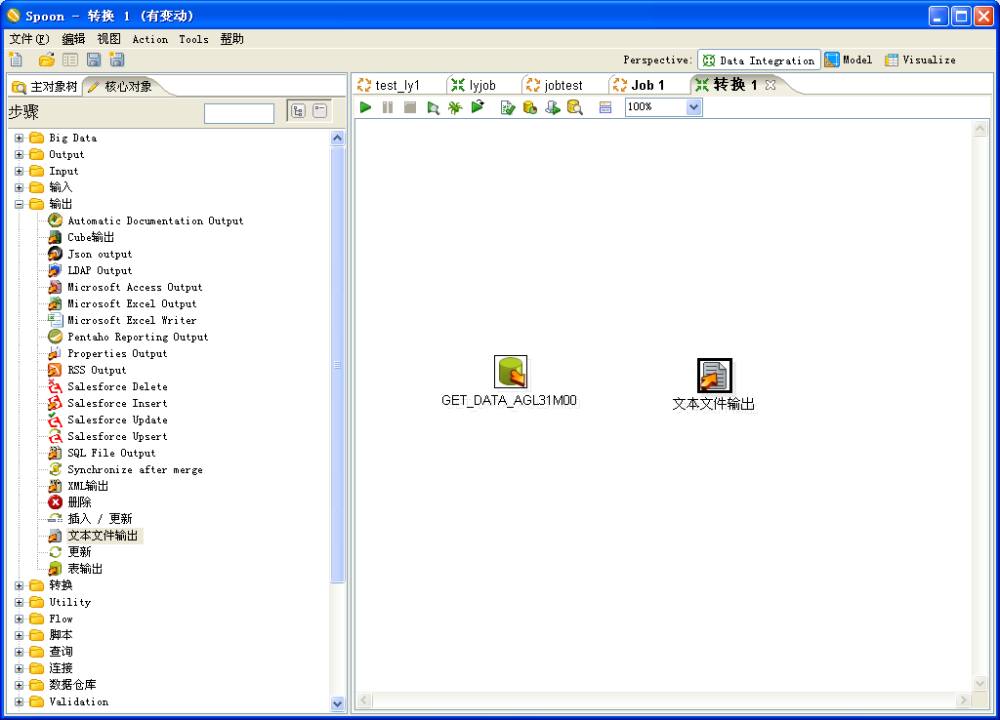 Spoon - 转换 1 (有变动)
文件(F) 编辑 视图 Action Tools 帮助
Perspective: Data Integration Model Visualize
主对象树 核心对象
test_ly1 lyjob jobtest Job 1 转换 1
步骤
100%
Big Data
Output
Input
输入
输出
Automatic Documentation Output
Cube输出
Json output
LDAP Output
Microsoft Access Output
Microsoft Excel Output
Microsoft Excel Writer
Pentaho Reporting Output
Properties Output
RSS Output
Salesforce Delete
Salesforce Insert
Salesforce Update
Salesforce Upsert
SQL File Output
Synchronize after merge
XML输出
删除
插入 / 更新
文本文件输出
更新
表输出
转换
Utility
Flow
脚本
查询
连接
数据仓库
Validation
GET_DATA_AGL31M00
文本文件输出